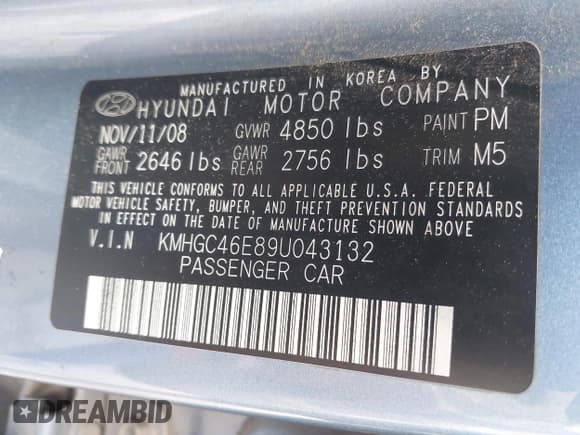 MANUFACTURED IN KOREA BY
HYUNDAI MOTOR COMPANY
NOV/11/08 GVWR 4850 lbs PAINT PM
GAWR FRONT 2646 lbs GAWR REAR 2756 lbs TRIM M5
THIS VEHICLE CONFORMS TO ALL APPLICABLE U.S.A. FEDERAL
MOTOR VEHICLE SAFETY, BUMPER, AND THEFT PREVENTION STANDARDS
IN EFFECT ON THE DATE OF MANUFACTURE SHOWN ABOVE
V.I.N KMHGC46E89U043132
PASSENGER CAR
DREAMBID